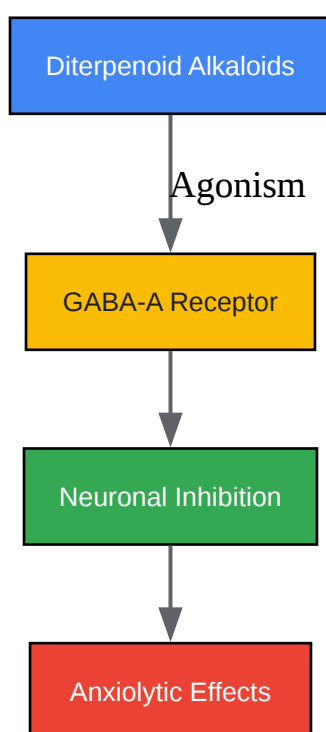 Diterpenoid Alkaloids
Agonism
GABA-A Receptor
Neuronal Inhibition
Anxiolytic Effects